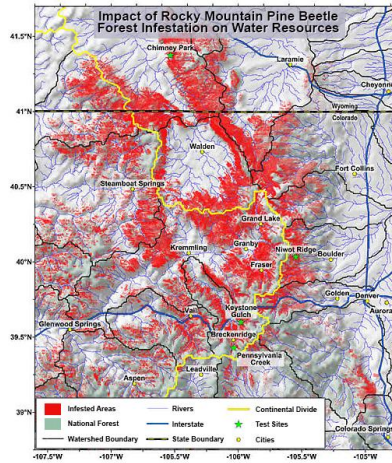 Impact of Rocky Mountain Pine Beetle
Forest Infestation on Water Resources
41.5°N
Chimney Park
Laramie
Cheyenne
41°N
Wyoming
Colorado
Walden
Fort Collins
40.5°N
Steamboat Springs
Grand Lake
Kremmling
Granby
Niwot Ridge
Boulder
40°N
Fraser
Golden
Denver
Keystone
Gulch
Aurora
Vail
Glenwood Springs
39.5°N
Breckenridge
Pennsylvania
Creek
Leadville
Aspen
39°N
Colorado Springs
Infested Areas
Rivers
Continental Divide
National Forest
Interstate
Test Sites
Watershed Boundary
State Boundary
Cities
-107.5°W
-107°W
-106.5°W
-106°W
-105.5°W
-105°W